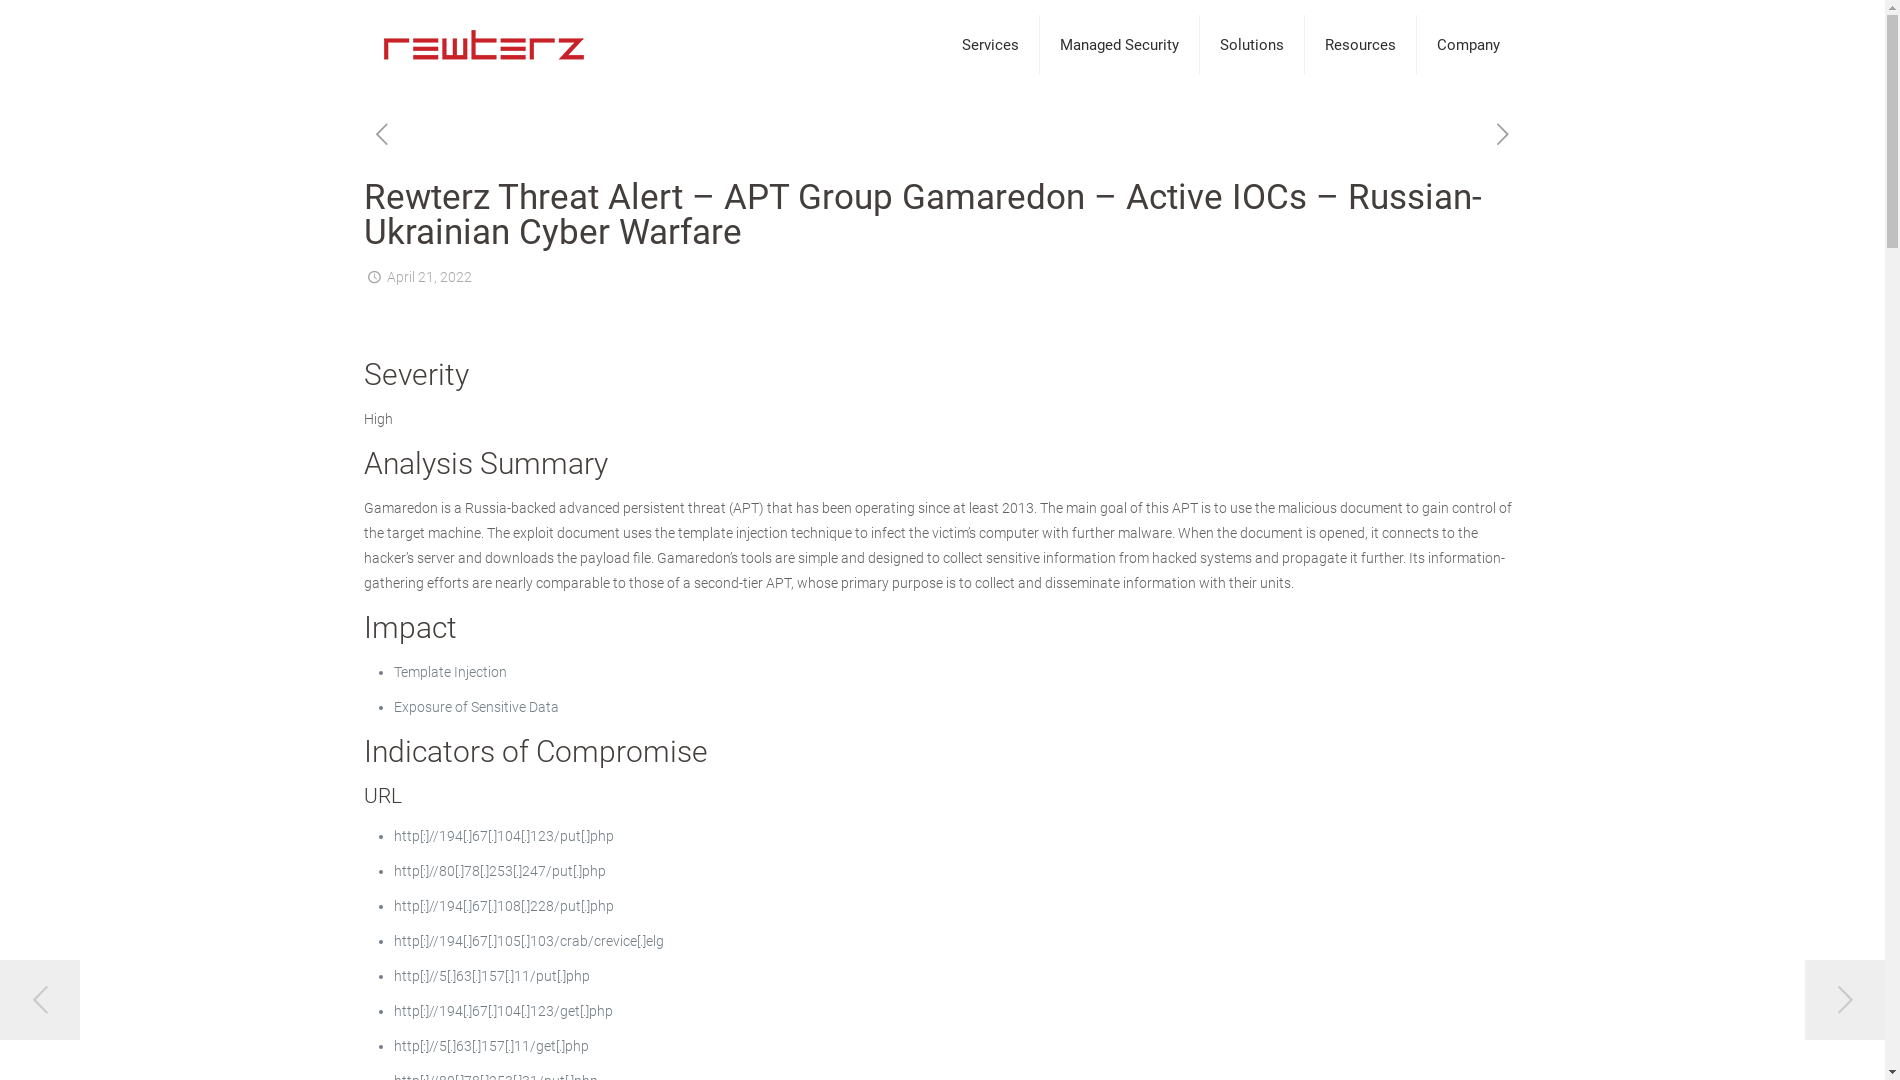 rewterz
Services
Managed Security
Solutions
Resources
Company
Rewterz Threat Alert – APT Group Gamaredon – Active IOCs – Russian-
Ukrainian Cyber Warfare
April 21, 2022
Severity
High
Analysis Summary
Gamaredon is a Russia-backed advanced persistent threat (APT) that has been operating since at least 2013. The main goal of this APT is to use the malicious document to gain control of
the target machine. The exploit document uses the template injection technique to infect the victim's computer with further malware. When the document is opened, it connects to the
hacker's server and downloads the payload file. Gamaredon's tools are simple and designed to collect sensitive information from hacked systems and propagate it further. Its information-
gathering efforts are nearly comparable to those of a second-tier APT, whose primary purpose is to collect and disseminate information with their units.
Impact
Template Injection
Exposure of Sensitive Data
Indicators of Compromise
URL
http[:]//194[.]67[.]104[.]123/put[.]php
http[:]//80[.]78[.]253[.]247/put[.]php
http[:]//194[.]67[.]108[.]228/put[.]php
http[:]//194[.]67[.]105[.]103/crab/crevice[.]elg
http[:]//5[.]63[.]157[.]11/put[.]php
http[:]//194[.]67[.]104[.]123/get[.]php
http[:]//5[.]63[.]157[.]11/get[.]php
http[:]//80[.]78[.]253[.]31/put[.]php